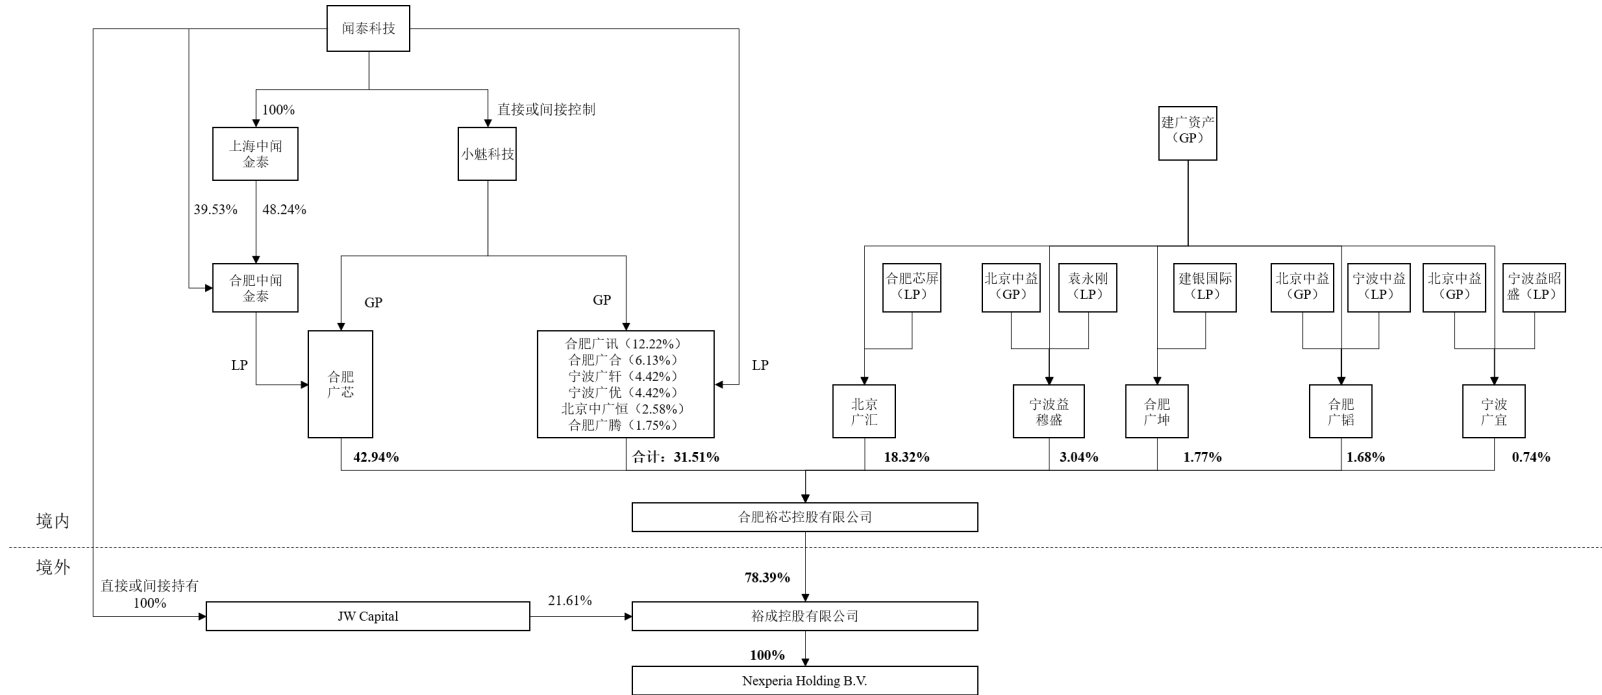 闻泰科技
100%
直接或间接控制
上海中闻
金泰
小魅科技
建广资产
（GP）
39.53%
48.24%
合肥中闻
金泰
GP
GP
合肥芯屏
（LP）
北京中益
（GP）
袁永刚
（LP）
建银国际
（LP）
北京中益
（GP）
宁波中益
（LP）
北京中益
（GP）
宁波益昭
盛（LP）
LP
合肥
广芯
合肥广讯（12.22%）
合肥广合（6.13%）
宁波广轩（4.42%）
宁波广优（4.42%）
北京中广恒（2.58%）
合肥广腾（1.75%）
LP
北京
广汇
宁波益
穆盛
合肥
广坤
合肥
广韬
宁波
广宜
42.94%
合计：31.51%
18.32%
3.04%
1.77%
1.68%
0.74%
合肥裕芯控股有限公司
境内
境外
78.39%
直接或间接持有
100%
JW Capital
21.61%
裕成控股有限公司
100%
Nexperia Holding B.V.